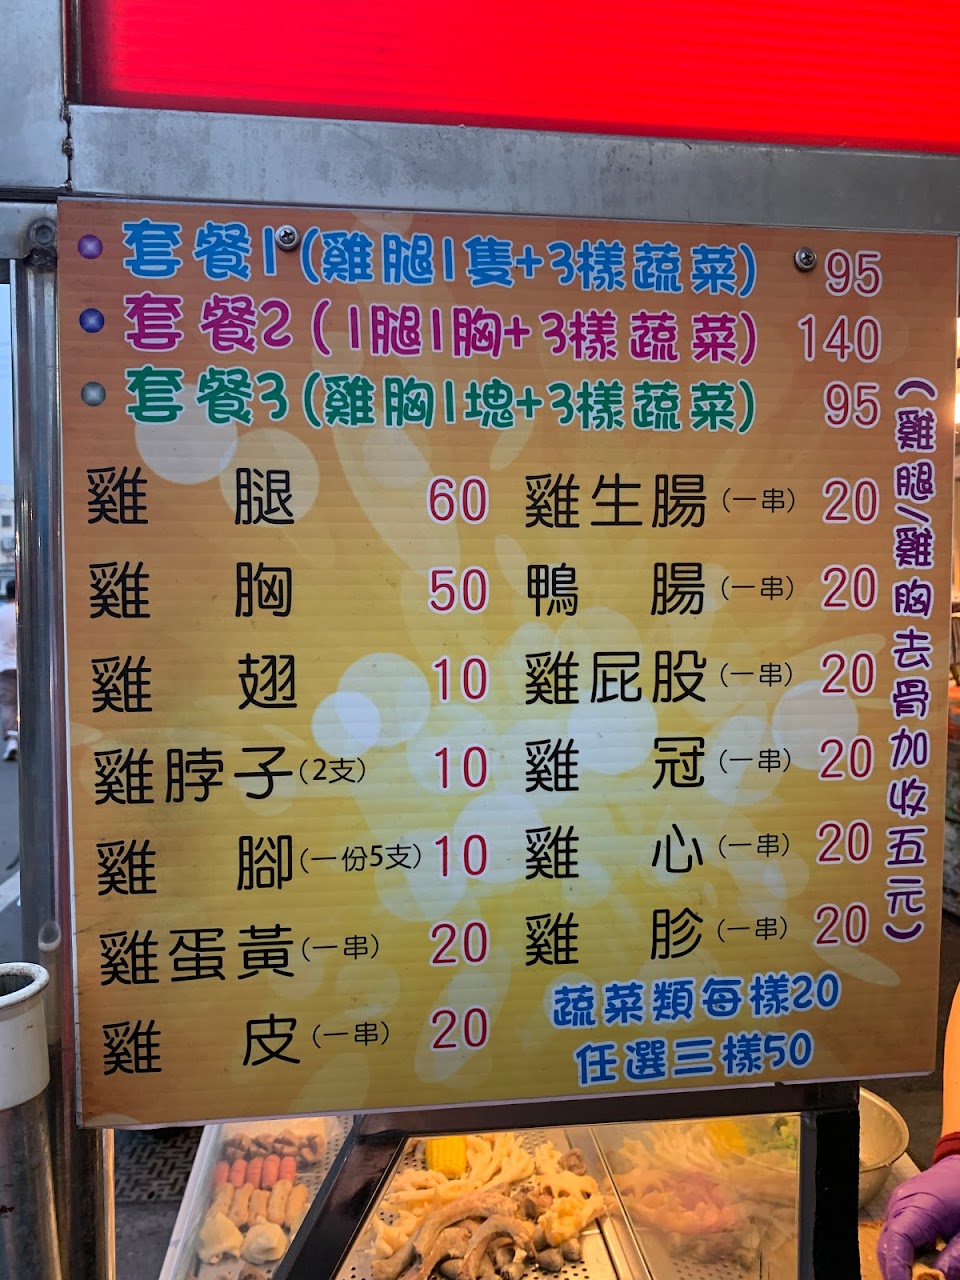 套餐1(雞腿1隻+3樣蔬菜) 95
套餐2(1腿1胸+3樣蔬菜) 140
套餐3(雞胸1塊+3樣蔬菜) 95
雞腿 60
雞胸 50
雞翅 10
雞脖子(2支) 10
雞腳(一份5支) 10
雞蛋黃(一串) 20
雞皮(一串) 20
雞生腸(一串) 20
鴨腸(一串) 20
雞屁股(一串) 20
雞冠(一串) 20
雞心(一串) 20
雞胗(一串) 20
蔬菜類每樣20
任選三樣50
(雞腿/雞胸去骨加收五元)